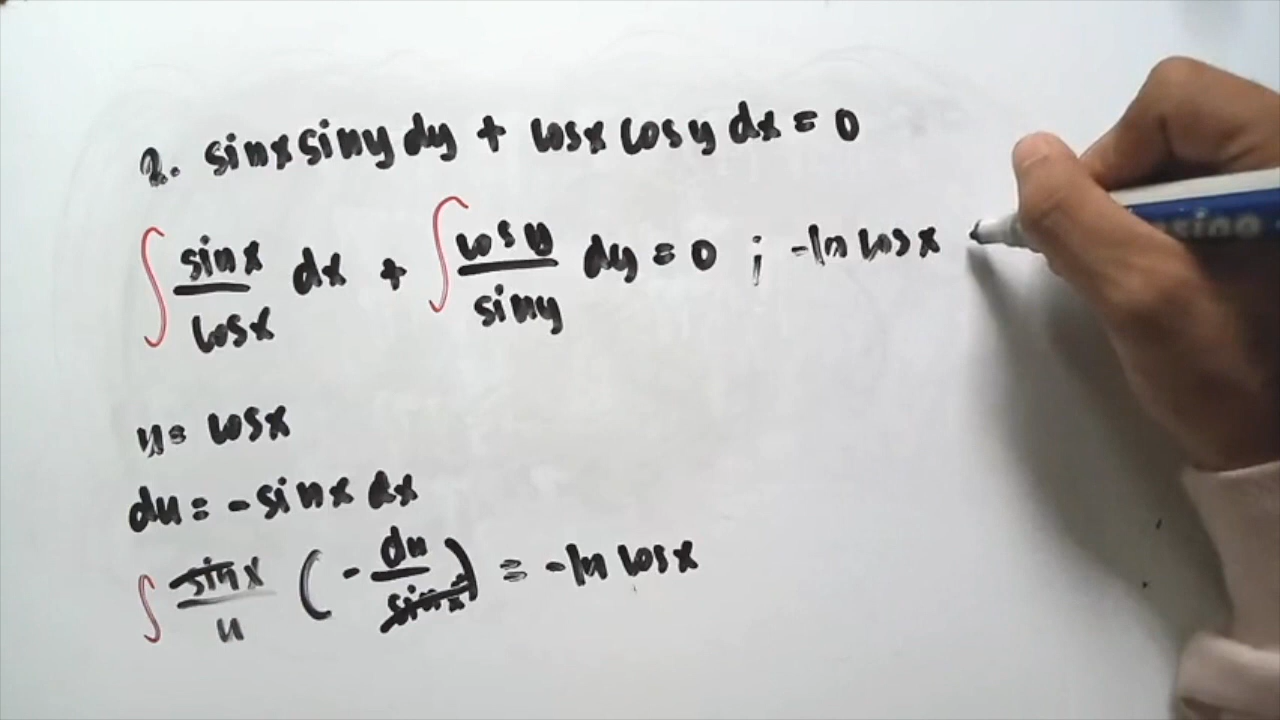 2. sinx siny dy + cosx cosy dx = 0
∫ sinx/cosx dx + ∫ cosy/siny dy = 0 ; -ln cosx
u = cosx
du = -sinx dx
∫ sinx/u (- du/sinx) = -ln cosx